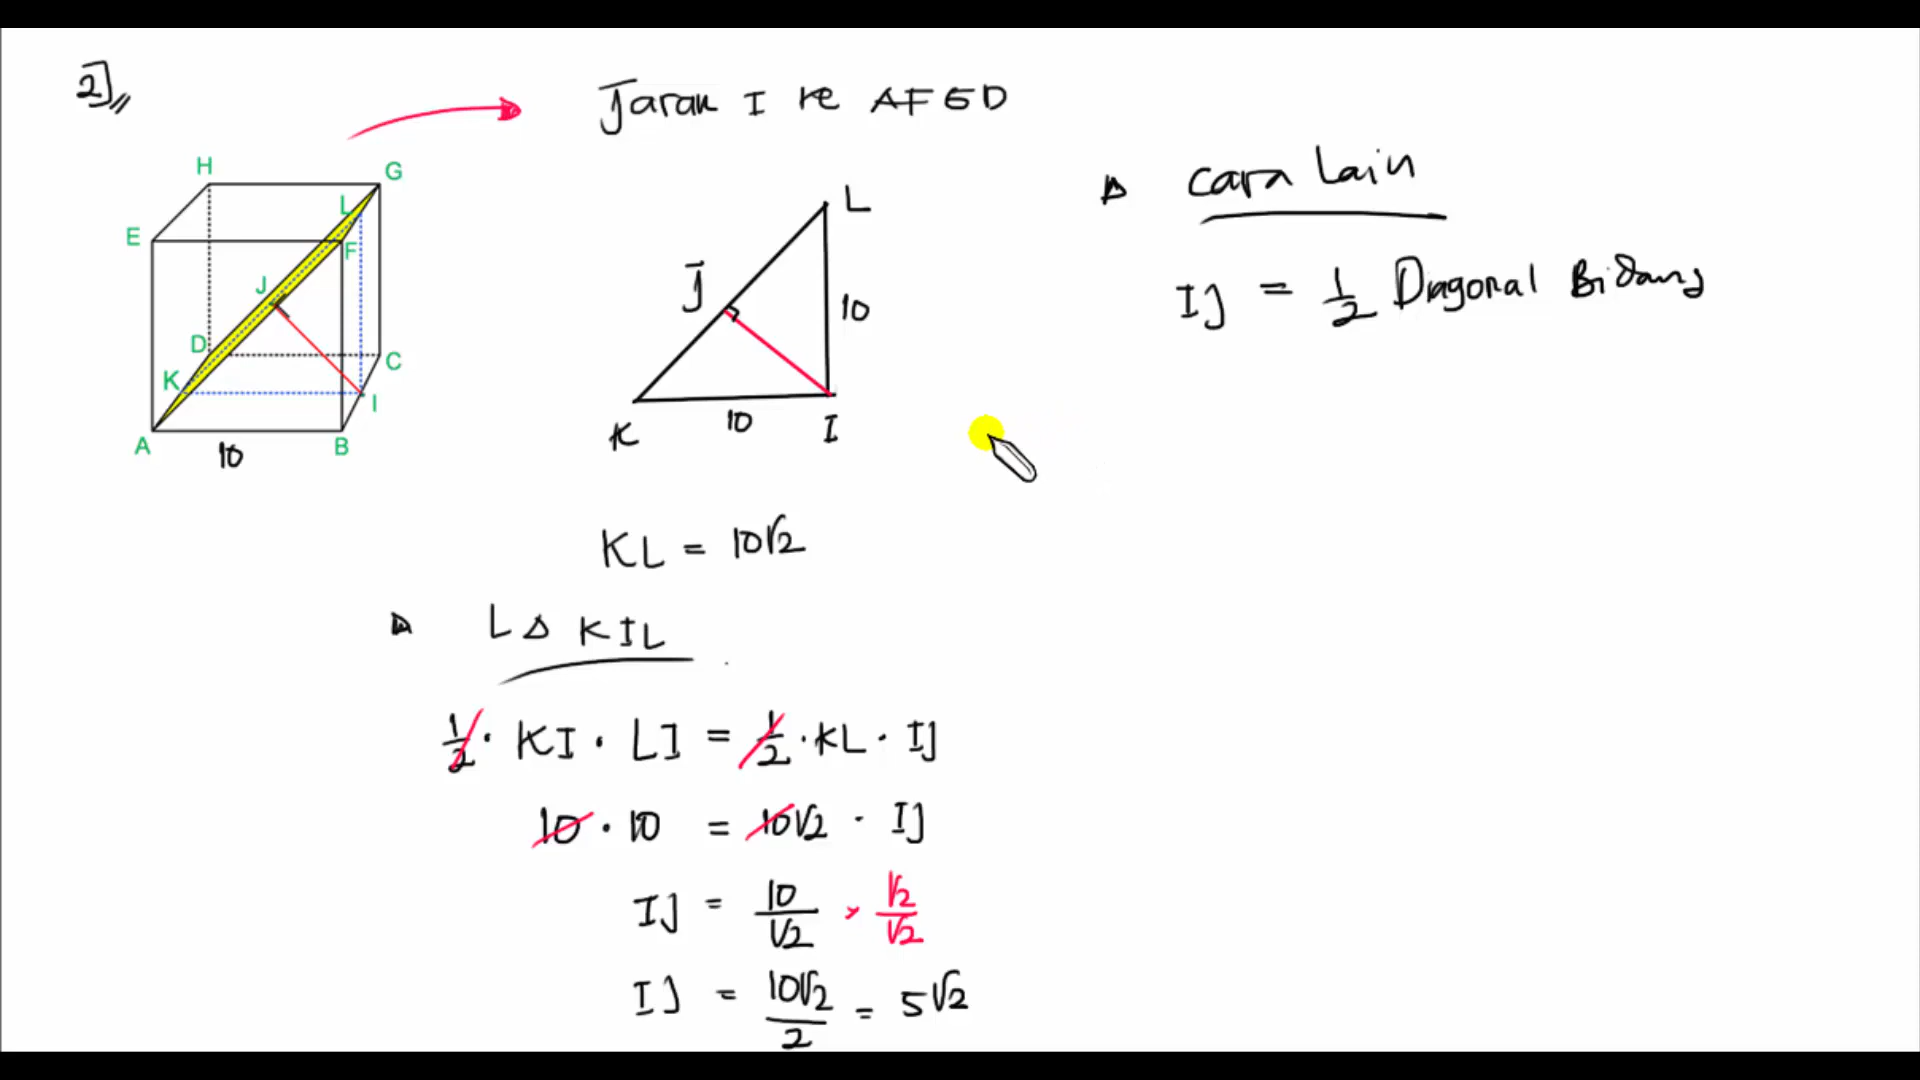 2]
Jarak I ke AFGD
H
G
L
E
F
J
D
C
K
I
A
B
10
L
J
10
K
10
I
Cara Lain
IJ = 1/2 Diagonal Bidang
KL = 10√2
L Δ KIL
1/2 · KI · LI = 1/2 · KL · IJ
10 · 10 = 10√2 · IJ
IJ = 10/√2 × √2/√2
IJ = 10√2/2 = 5√2